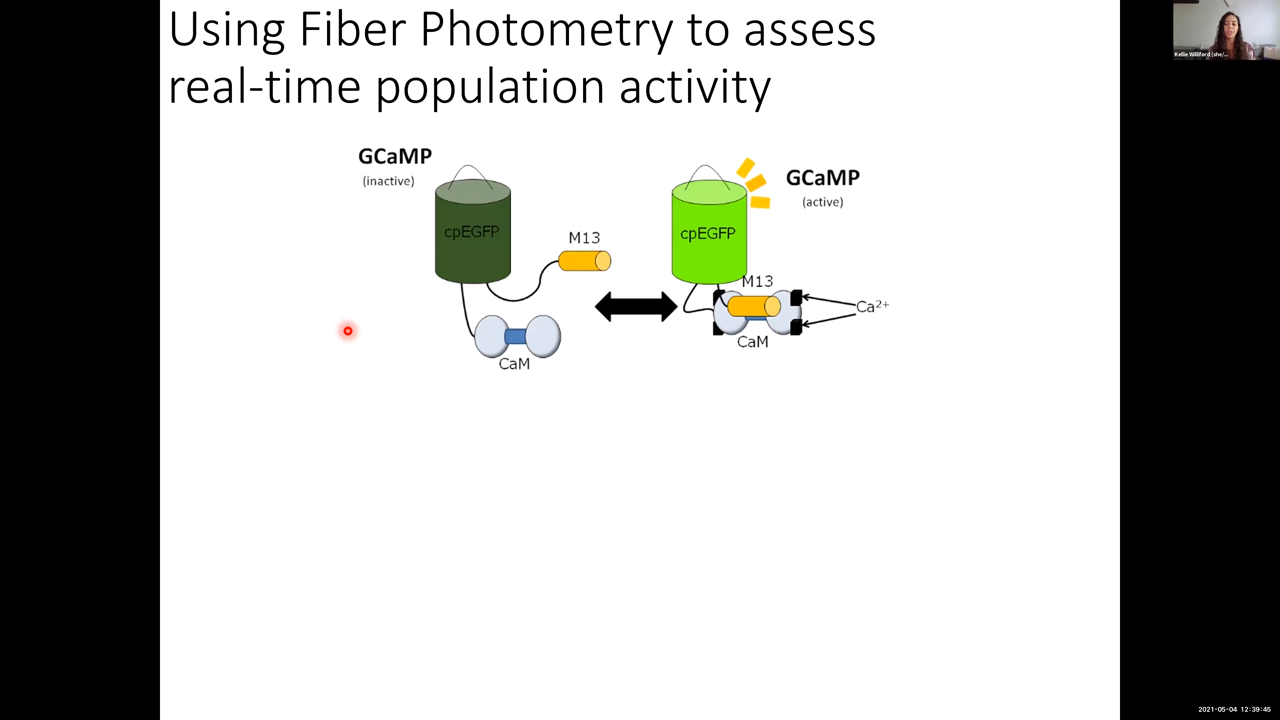 Using Fiber Photometry to assess
real-time population activity
GCaMP
(inactive)
cpEGFP
M13
CaM
GCaMP
(active)
cpEGFP
M13
CaM
Ca²⁺
Kellie Williford (she/...
2021-05-04 12:39:45